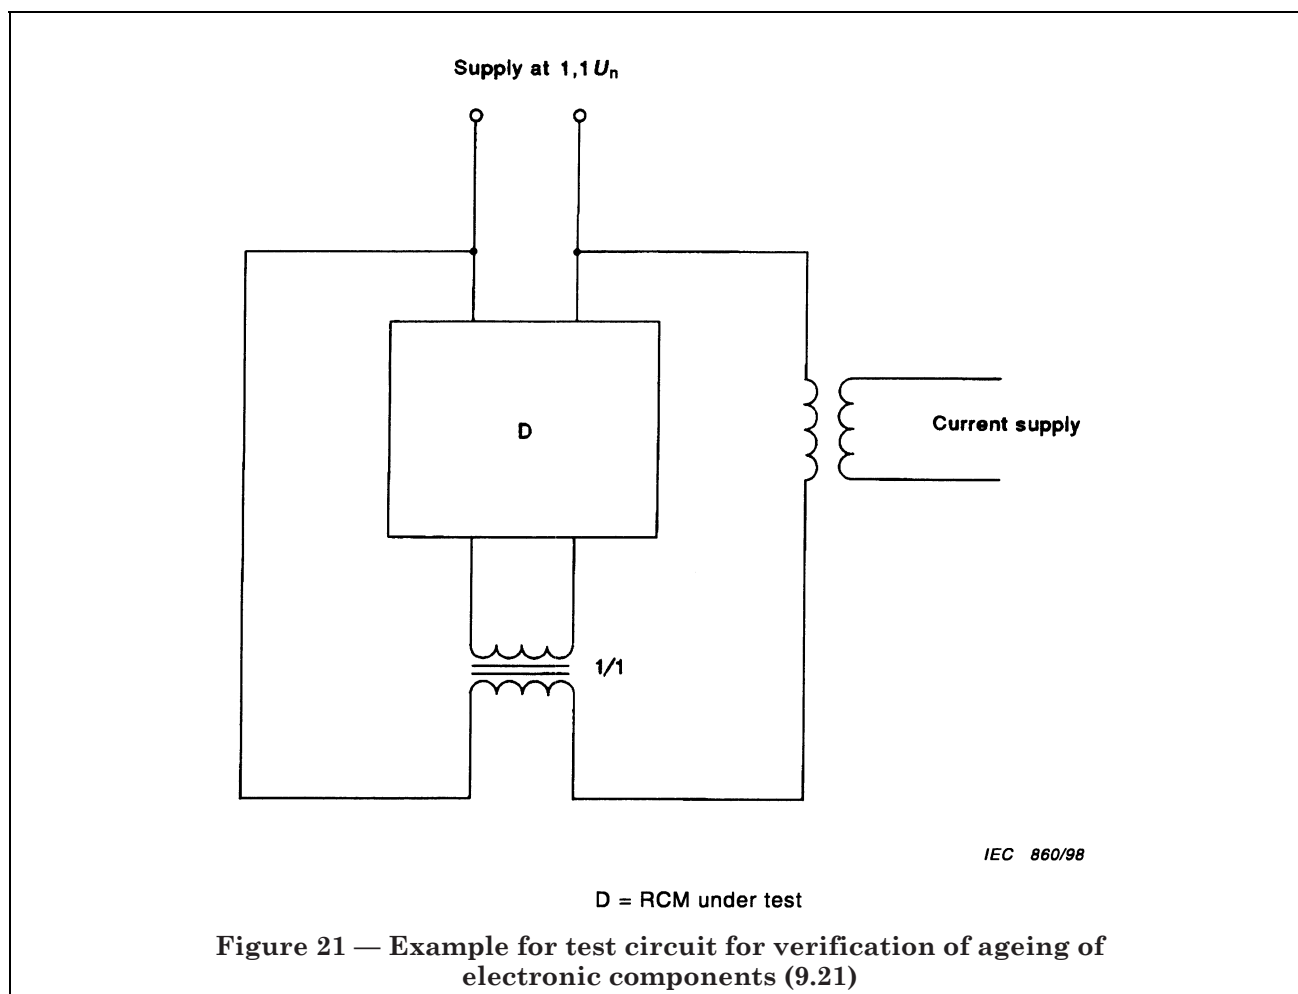 Supply at 1,1 Un
D
Current supply
1/1
IEC 860/98
D = RCM under test
Figure 21 — Example for test circuit for verification of ageing of
electronic components (9.21)